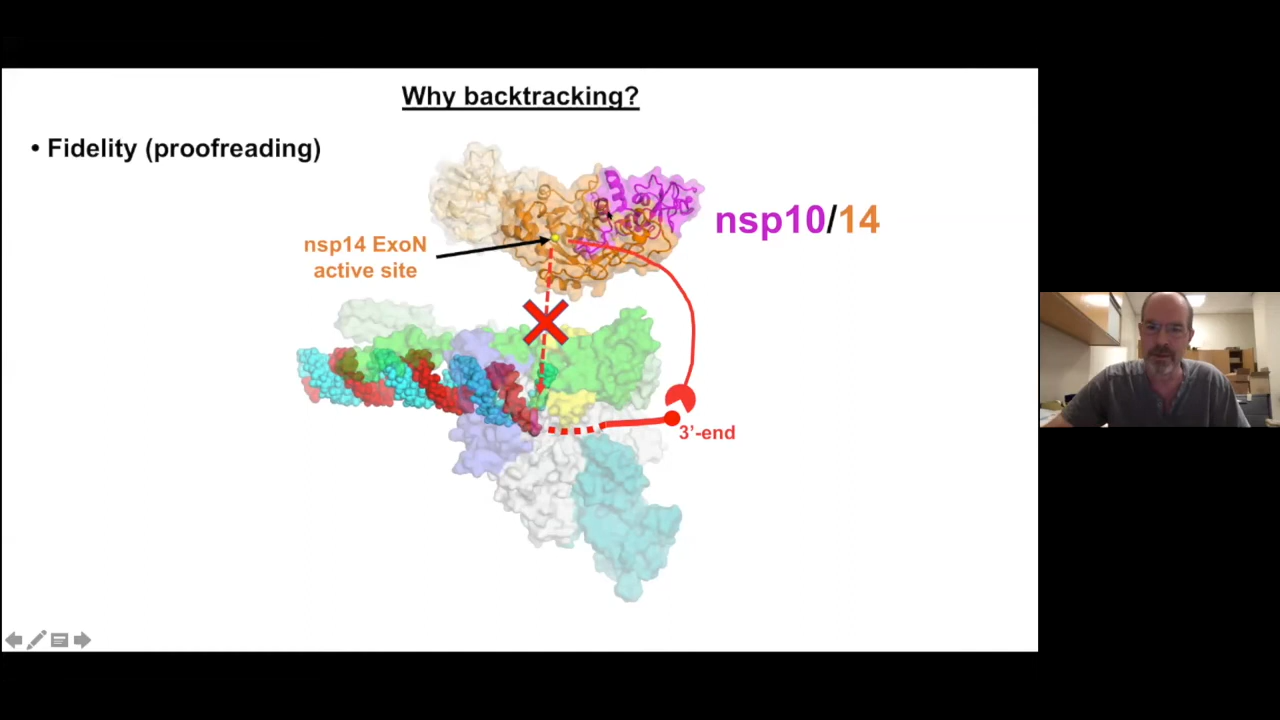 Why backtracking?
• Fidelity (proofreading)
nsp10/14
nsp14 ExoN
active site
3’-end